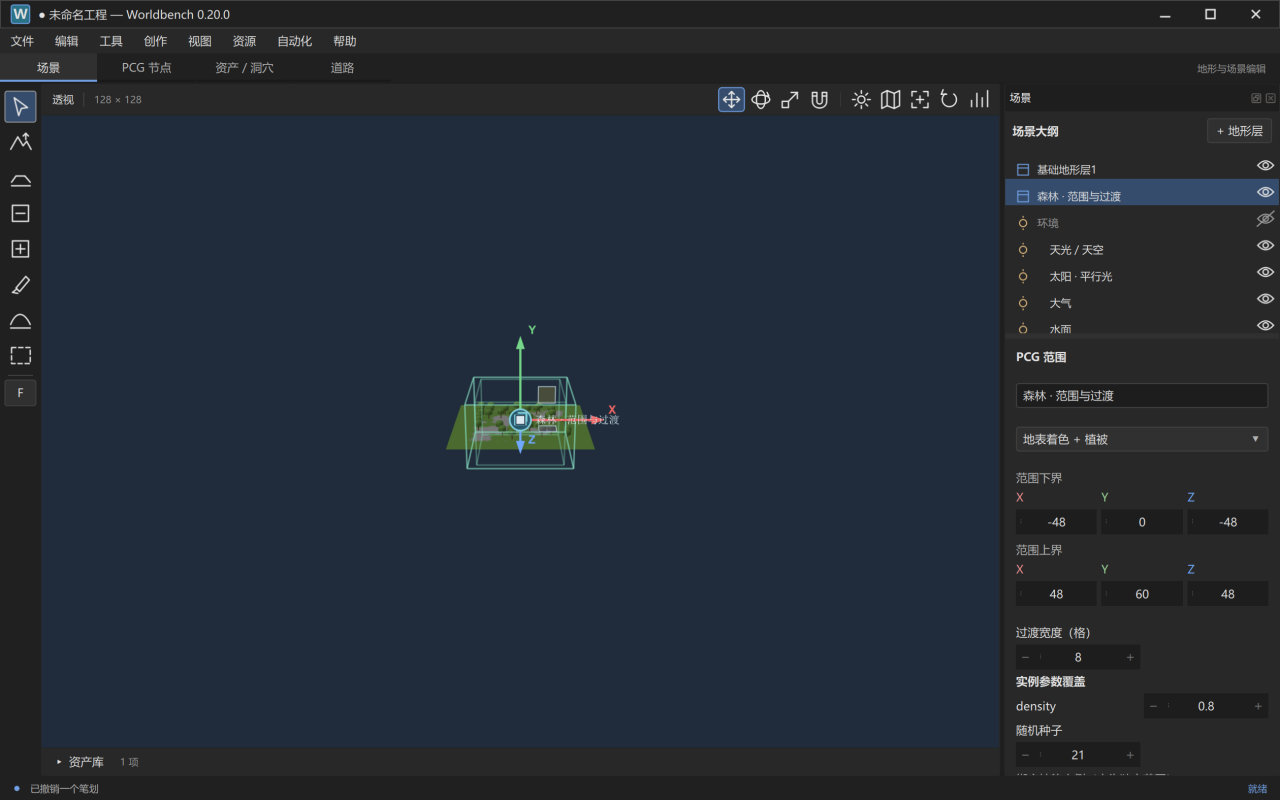 W ● 未命名工程 — Worldbench 0.20.0
文件 编辑 工具 创作 视图 资源 自动化 帮助
场景 PCG 节点 资产 / 洞穴 道路 地形与场景编辑
透视 128 × 128
场景
场景大纲 + 地形层
基础地形层1
森林 · 范围与过渡
环境
天光 / 天空
太阳 · 平行光
大气
水面
F
Y
X
森林 · 范围与过渡
Z
PCG 范围
森林 · 范围与过渡
地表着色 + 植被
范围下界
X Y Z
-48 0 -48
范围上界
X Y Z
48 60 48
过渡宽度（格）
− 8 +
实例参数覆盖
density − 0.8 +
随机种子
− 21 +
资产库 1 项
已撤销一个笔划 就绪